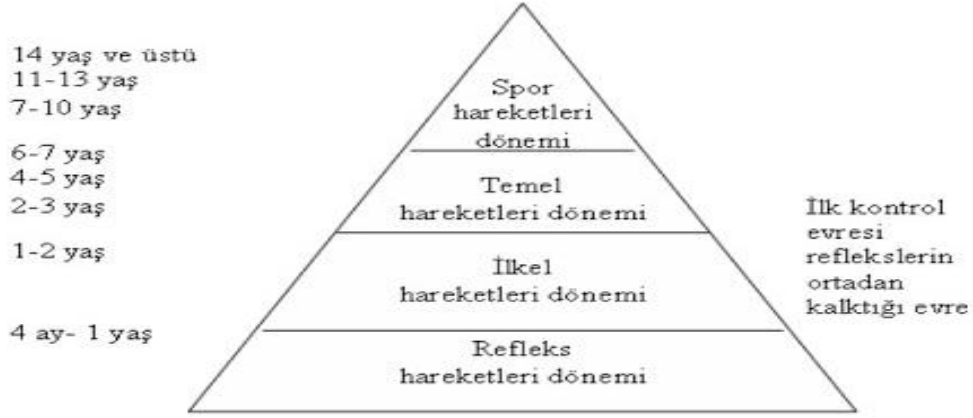 14 yaş ve üstü
11-13 yaş
7-10 yaş
6-7 yaş
4-5 yaş
2-3 yaş
1-2 yaş
4 ay- 1 yaş
Spor
hareketleri
dönemi
Temel
hareketleri dönemi
İlkel
hareketleri dönemi
Refleks
hareketleri dönemi
İlk kontrol
evresi
reflekslerin
ortadan
kalktığı evre